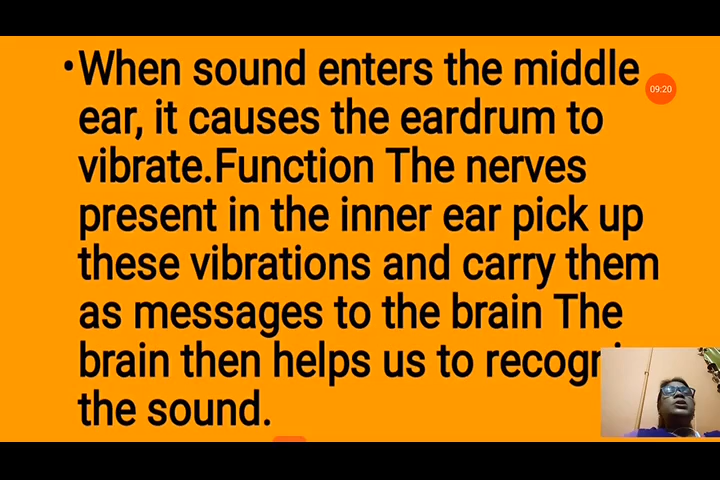 •When sound enters the middle
ear, it causes the eardrum to
vibrate.Function The nerves
present in the inner ear pick up
these vibrations and carry them
as messages to the brain The
brain then helps us to
the sound.
09:20